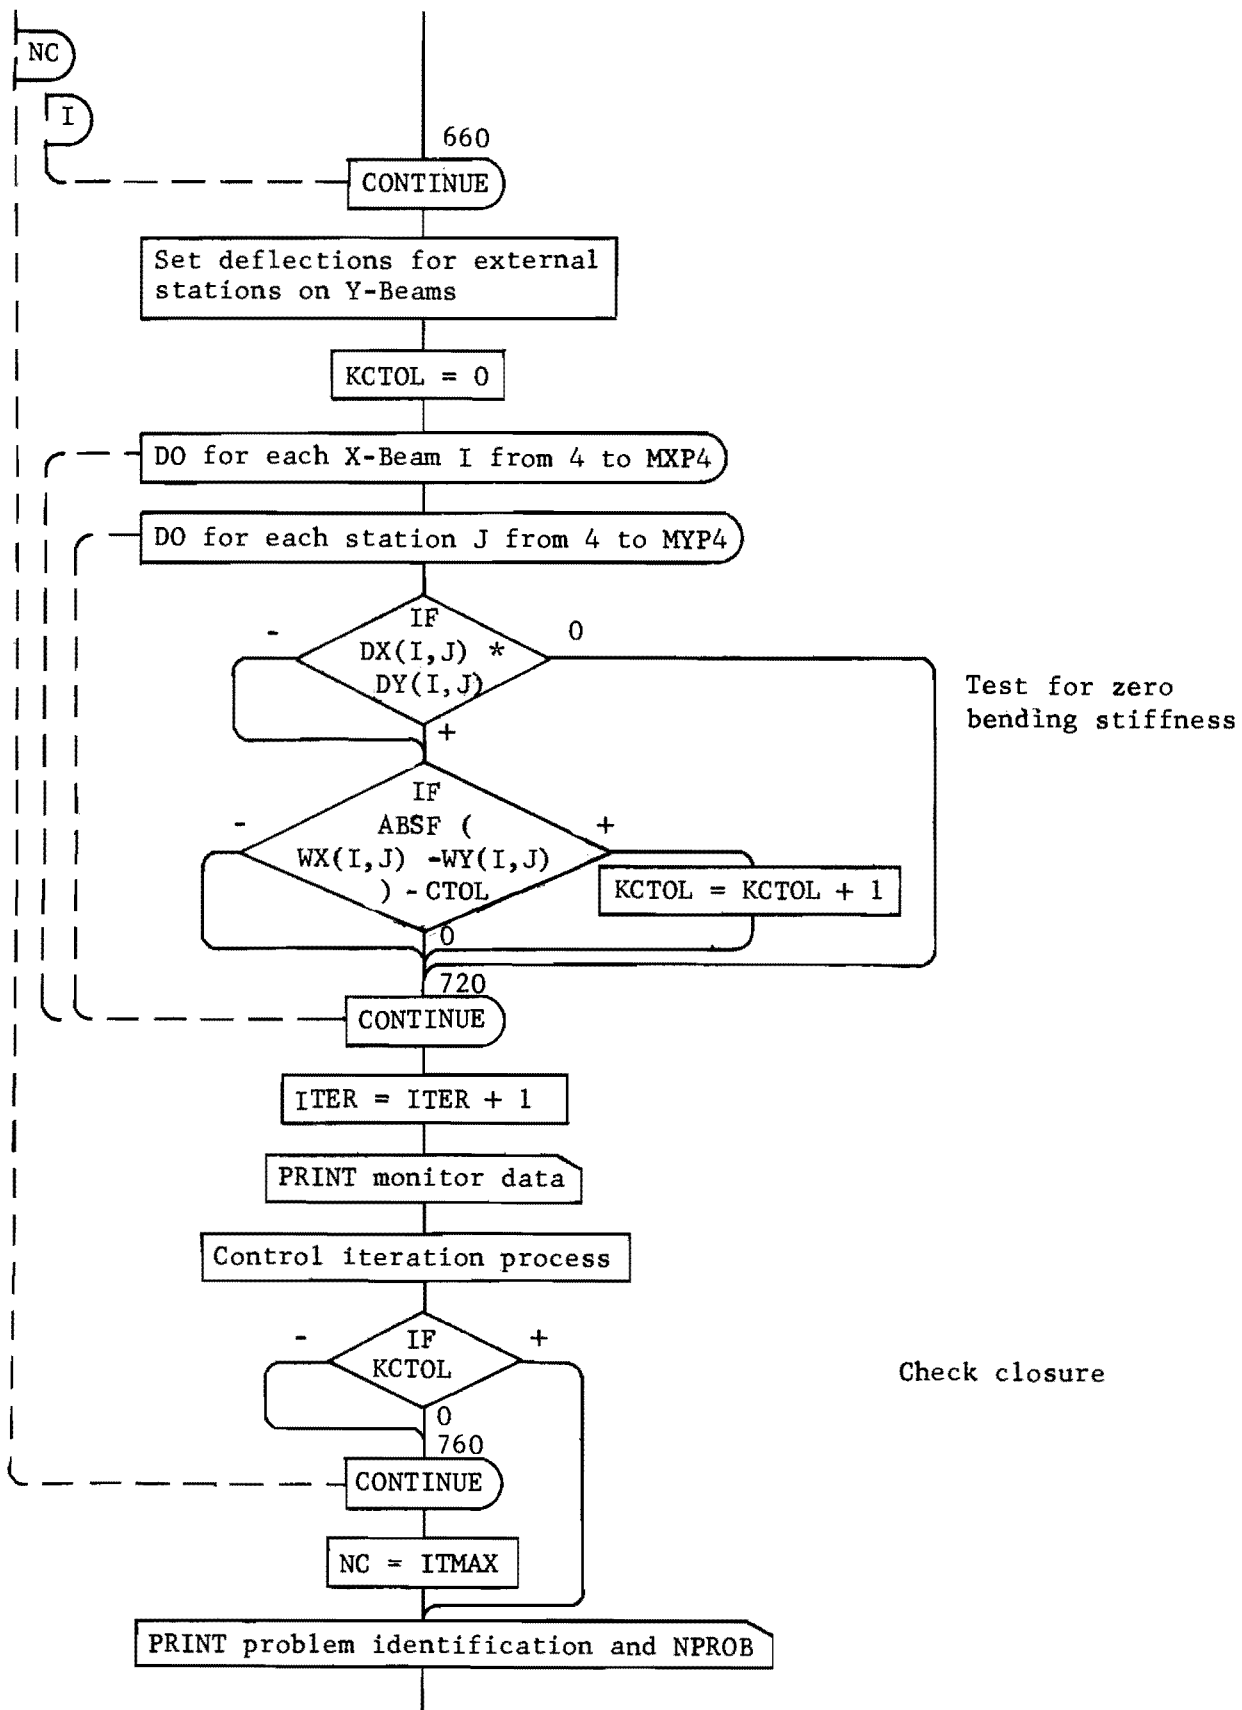 NC
I
660
CONTINUE
Set deflections for external
stations on Y-Beams
KCTOL = 0
DO for each X-Beam I from 4 to MXP4
DO for each station J from 4 to MYP4
- IF 0
DX(I,J) *
DY(I,J)
+
Test for zero
bending stiffness
IF
- ABSF ( +
WX(I,J) -WY(I,J)
) - CTOL
KCTOL = KCTOL + 1
0
720
CONTINUE
ITER = ITER + 1
PRINT monitor data
Control iteration process
- IF +
KCTOL
Check closure
0
760
CONTINUE
NC = ITMAX
PRINT problem identification and NPROB